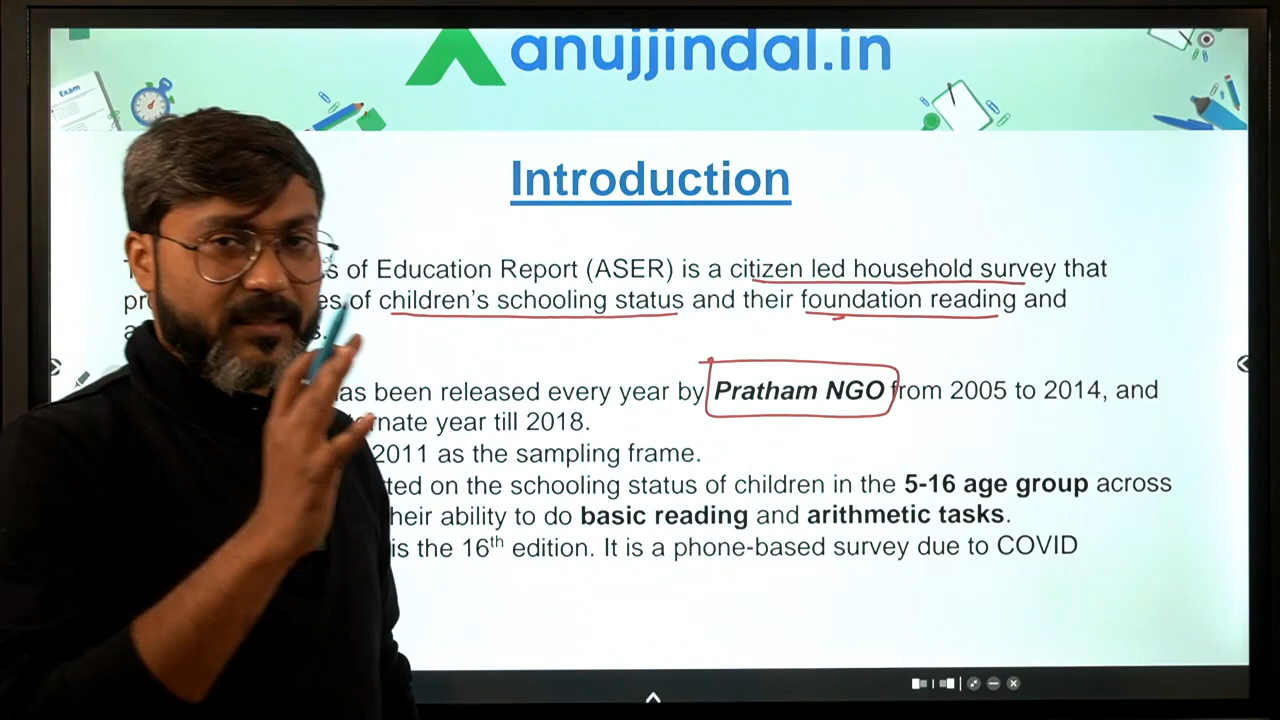 Exam
anujjindal.in
Introduction
s of Education Report (ASER) is a citizen led household survey that
pr es of children's schooling status and their foundation reading and
a s.
as been released every year by Pratham NGO from 2005 to 2014, and
rnate year till 2018.
2011 as the sampling frame.
ted on the schooling status of children in the 5-16 age group across
heir ability to do basic reading and arithmetic tasks.
is the 16th edition. It is a phone-based survey due to COVID